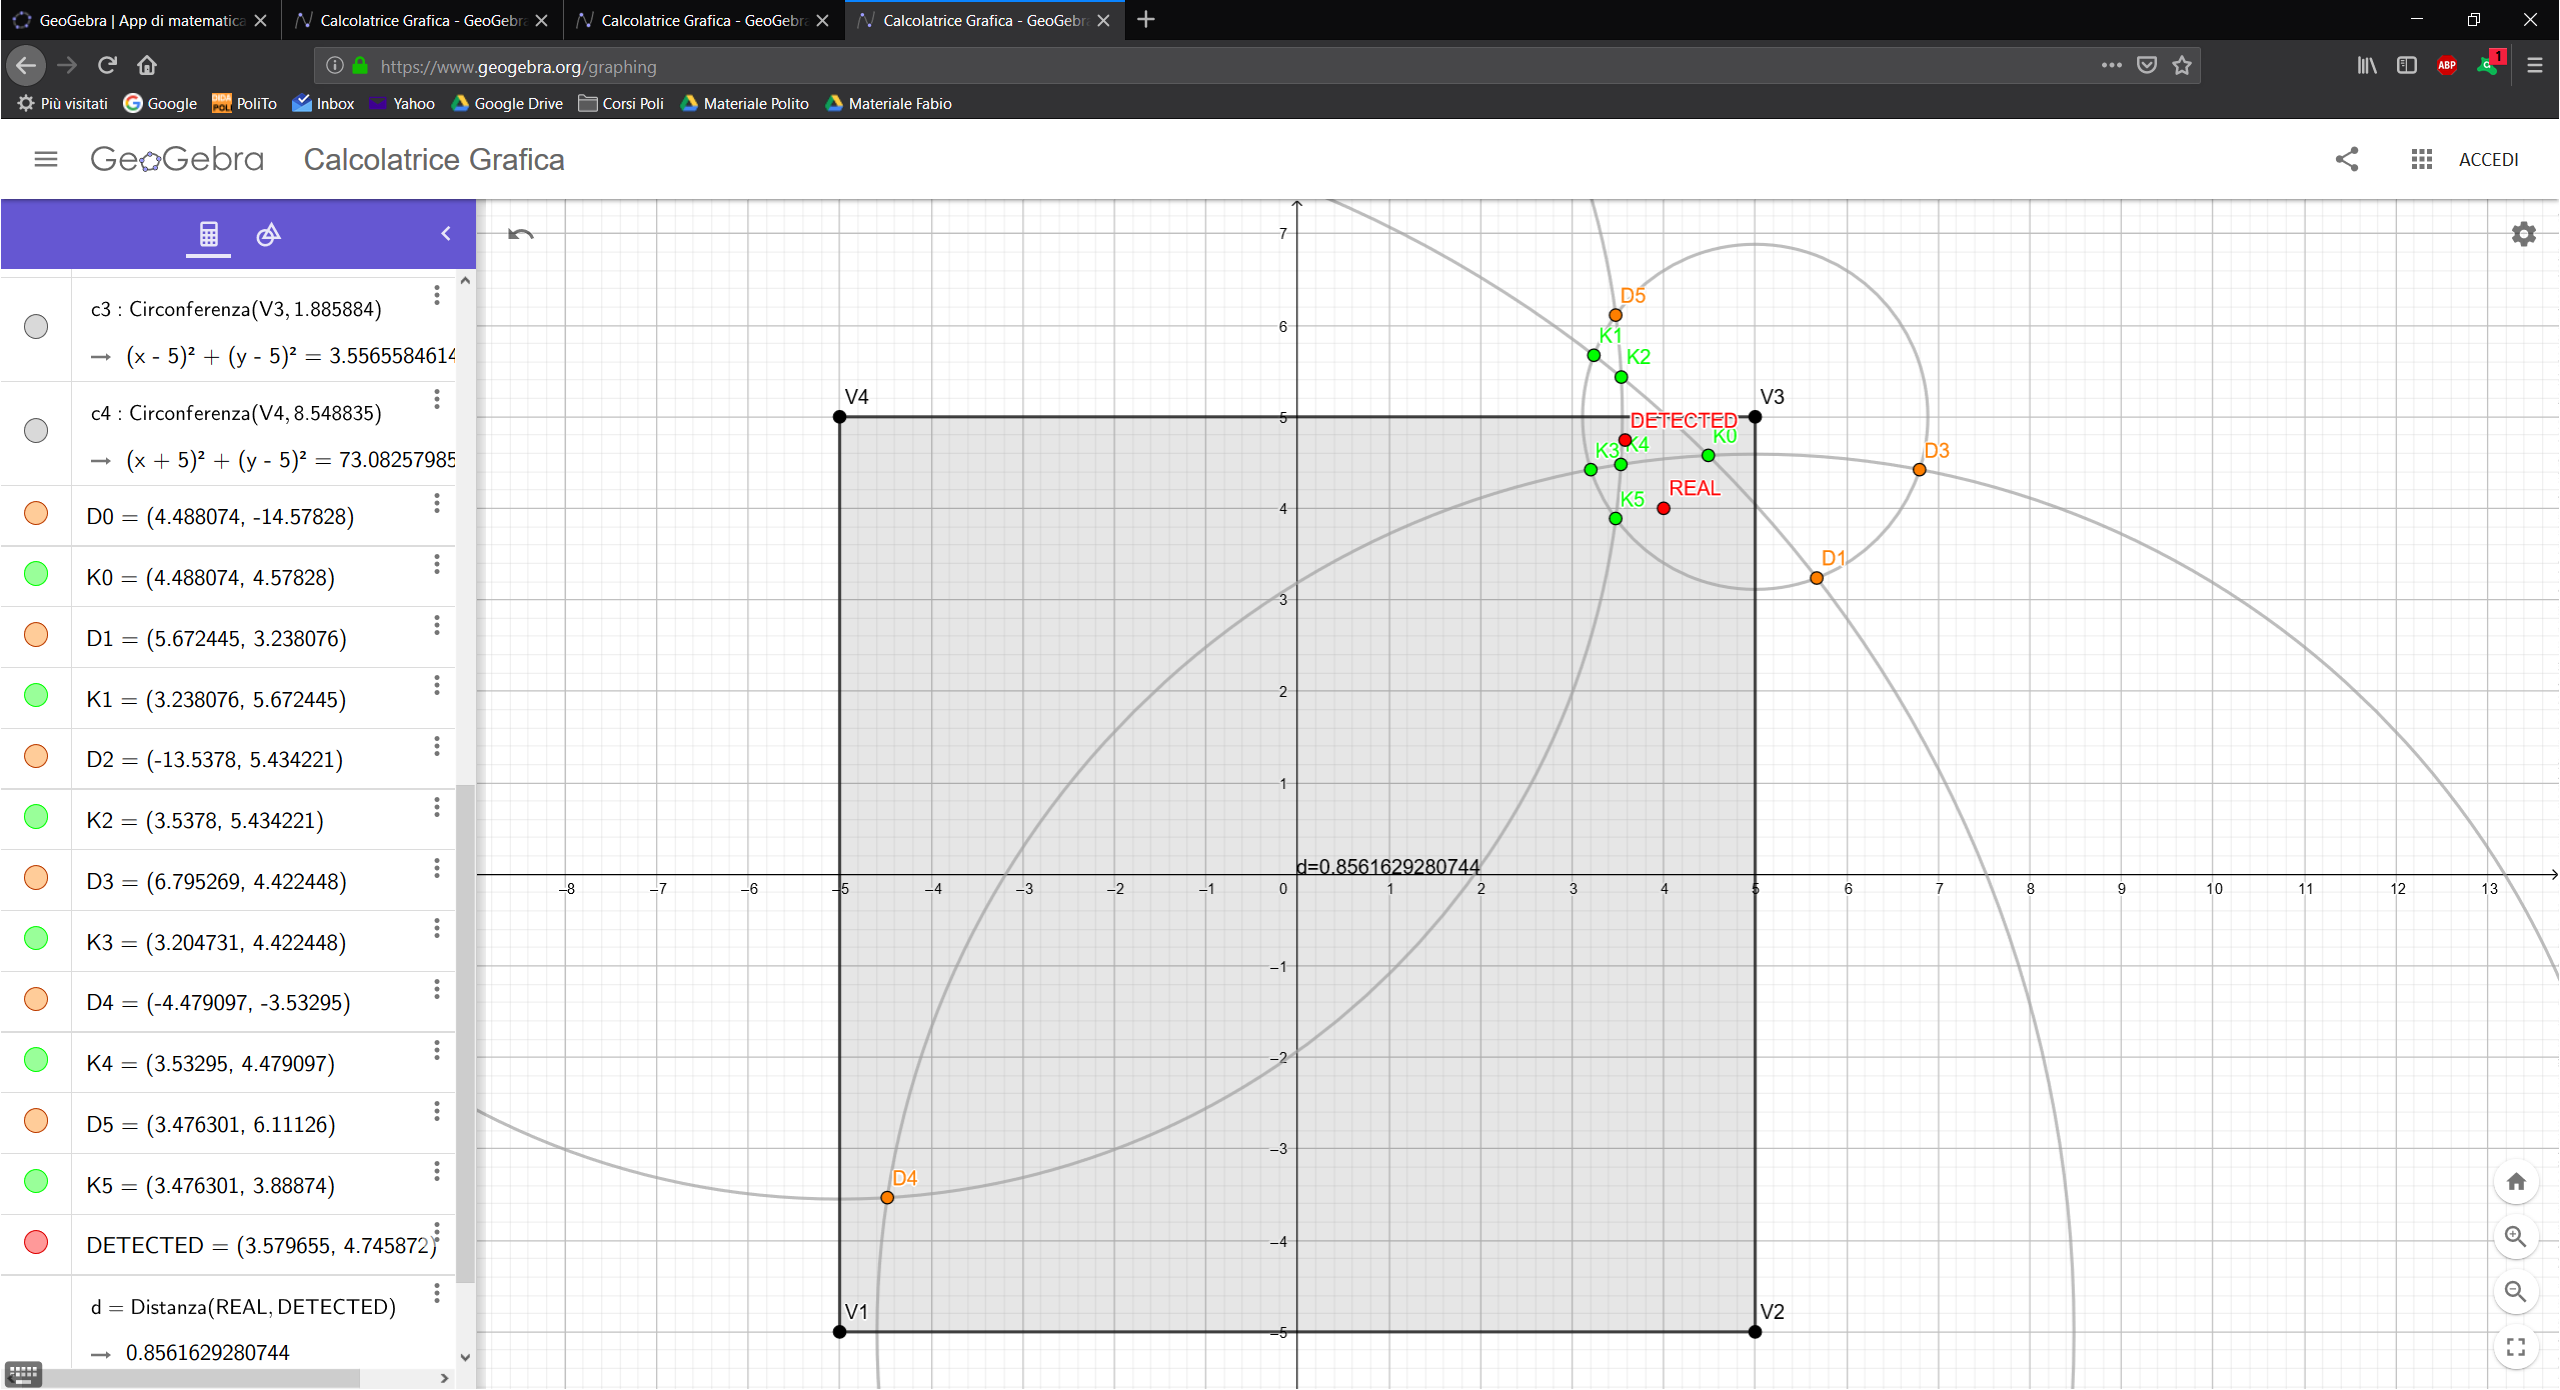 GeoGebra | App di matematica
Calcolatrice Grafica - GeoGebr
Calcolatrice Grafica - GeoGebr
Calcolatrice Grafica - GeoGebr
https://www.geogebra.org/graphing
ABP
1
Più visitati
Google
PoliTo
Inbox
Yahoo
Google Drive
Corsi Poli
Materiale Polito
Materiale Fabio
GeoGebra
Calcolatrice Grafica
ACCEDI
c3 : Circonferenza(V3, 1.885884)
→ (x - 5)² + (y - 5)² = 3.5565584614
c4 : Circonferenza(V4, 8.548835)
→ (x + 5)² + (y - 5)² = 73.08257985
D0 = (4.488074, -14.57828)
K0 = (4.488074, 4.57828)
D1 = (5.672445, 3.238076)
K1 = (3.238076, 5.672445)
D2 = (-13.5378, 5.434221)
K2 = (3.5378, 5.434221)
D3 = (6.795269, 4.422448)
K3 = (3.204731, 4.422448)
D4 = (-4.479097, -3.53295)
K4 = (3.53295, 4.479097)
D5 = (3.476301, 6.11126)
K5 = (3.476301, 3.88874)
DETECTED = (3.579655, 4.745872)
d = Distanza(REAL, DETECTED)
→ 0.8561629280744
7
D5
6
K1
K2
V4
V3
5
DETECTED
K0
K3
K4
D3
REAL
K5
4
D1
3
2
1
d=0.8561629280744
–8
–7
–6
–5
–4
–3
–2
–1
0
1
2
3
4
5
6
7
8
9
10
11
12
13
–1
–2
–3
D4
–4
V1
V2
–5